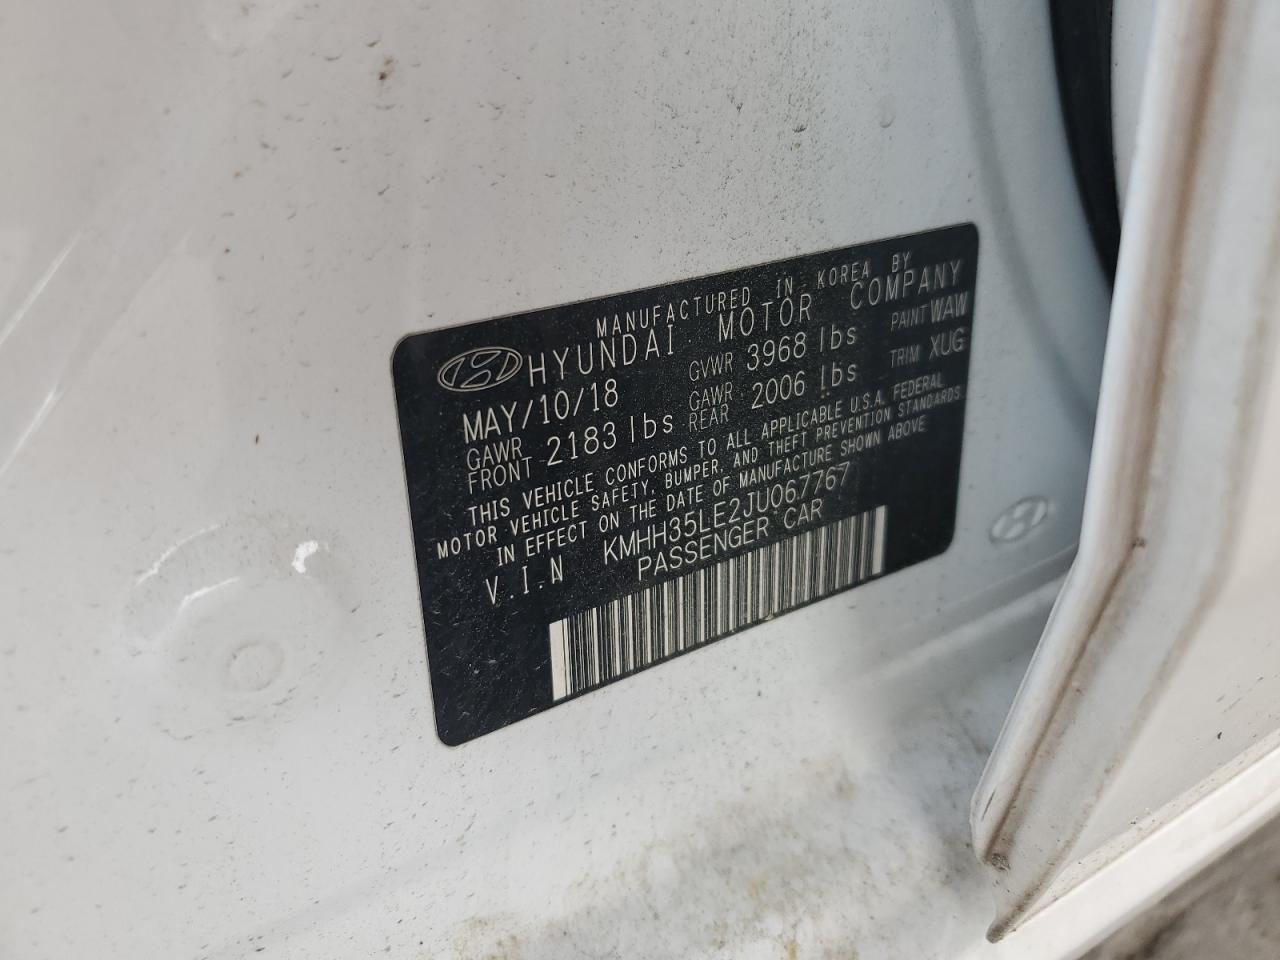 MANUFACTURED IN KOREA BY
HYUNDAI MOTOR COMPANY
MAY/10/18 GVWR 3968 lbs PAINT WAW
GAWR FRONT 2183 lbs GAWR REAR 2006 lbs TRIM XUG
THIS VEHICLE CONFORMS TO ALL APPLICABLE U.S.A. FEDERAL
MOTOR VEHICLE SAFETY, BUMPER, AND THEFT PREVENTION STANDARDS
IN EFFECT ON THE DATE OF MANUFACTURE SHOWN ABOVE
V.I.N KMHH35LE2JU067767
PASSENGER CAR